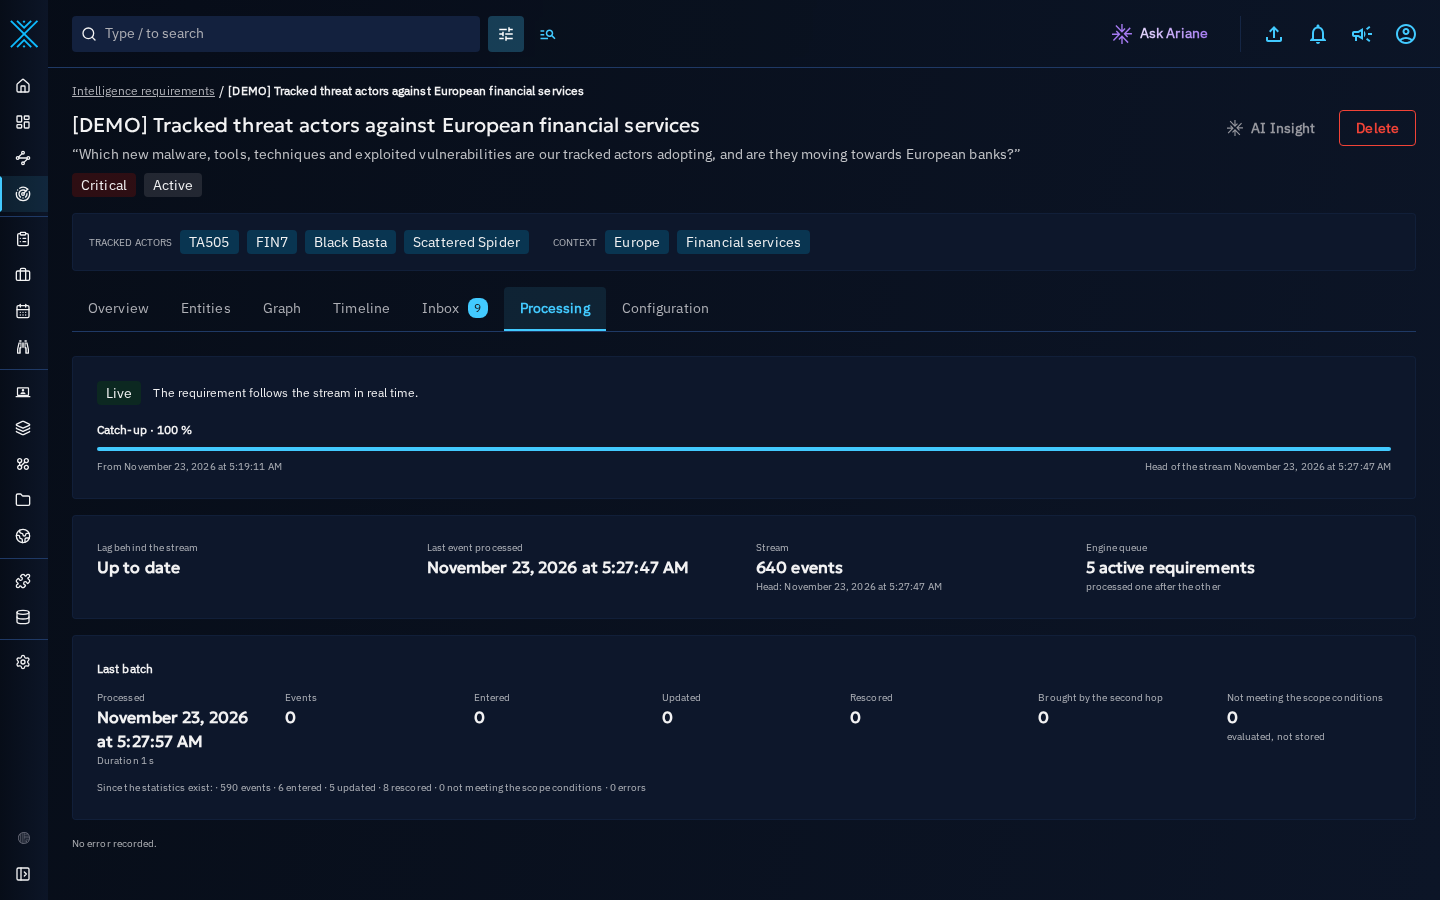 Type / to search
Ask Ariane
Intelligence requirements / [DEMO] Tracked threat actors against European financial services
[DEMO] Tracked threat actors against European financial services
AI Insight
Delete
“Which new malware, tools, techniques and exploited vulnerabilities are our tracked actors adopting, and are they moving towards European banks?”
Critical
Active
TRACKED ACTORS TA505 FIN7 Black Basta Scattered Spider CONTEXT Europe Financial services
Overview Entities Graph Timeline Inbox 9 Processing Configuration
Live The requirement follows the stream in real time.
Catch-up · 100 %
From November 23, 2026 at 5:19:11 AM
Head of the stream November 23, 2026 at 5:27:47 AM
Lag behind the stream
Up to date
Last event processed
November 23, 2026 at 5:27:47 AM
Stream
640 events
Head: November 23, 2026 at 5:27:47 AM
Engine queue
5 active requirements
processed one after the other
Last batch
Processed
November 23, 2026
at 5:27:57 AM
Duration 1 s
Events
0
Entered
0
Updated
0
Rescored
0
Brought by the second hop
0
Not meeting the scope conditions
0
evaluated, not stored
Since the statistics exist: · 590 events · 6 entered · 5 updated · 8 rescored · 0 not meeting the scope conditions · 0 errors
No error recorded.